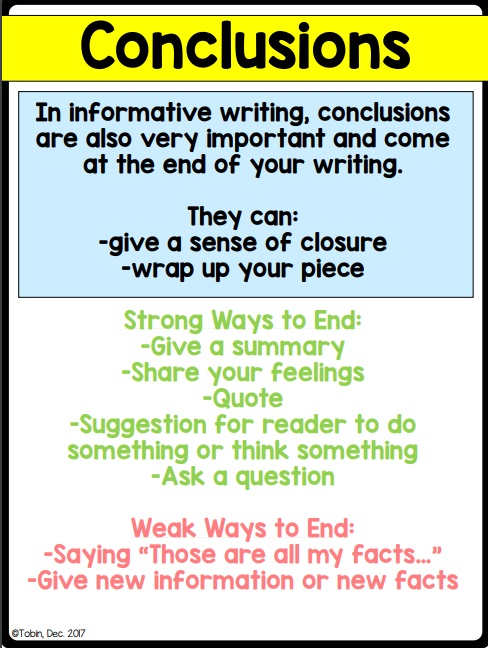 Conclusions
In informative writing, conclusions
are also very important and come
at the end of your writing.
They can:
-give a sense of closure
-wrap up your piece
Strong Ways to End:
-Give a summary
-Share your feelings
-Quote
-Suggestion for reader to do
something or think something
-Ask a question
Weak Ways to End:
-Saying “Those are all my facts...”
-Give new information or new facts
©Tobin, Dec. 2017